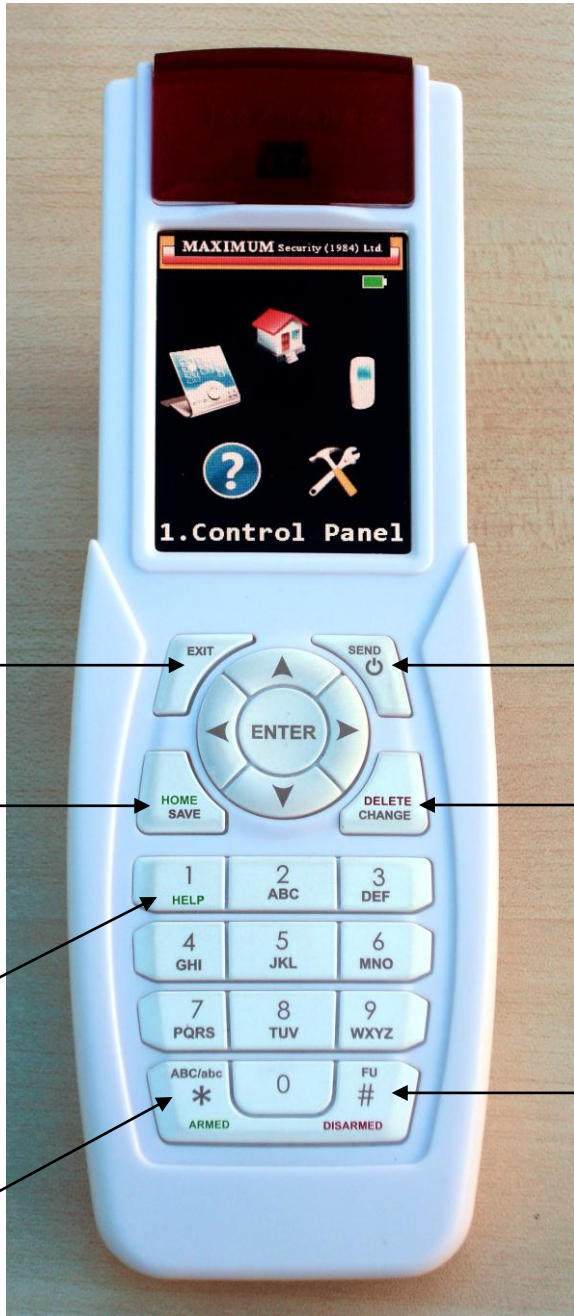 MAXIMUM Security (1984) Ltd.
?
1.Control Panel
EXIT
SEND
ENTER
HOME
SAVE
DELETE
CHANGE
1
HELP
2
ABC
3
DEF
4
GHI
5
JKL
6
MNO
7
PQRS
8
TUV
9
WXYZ
ABC/abc
*
ARMED
0
FU
#
DISARMED